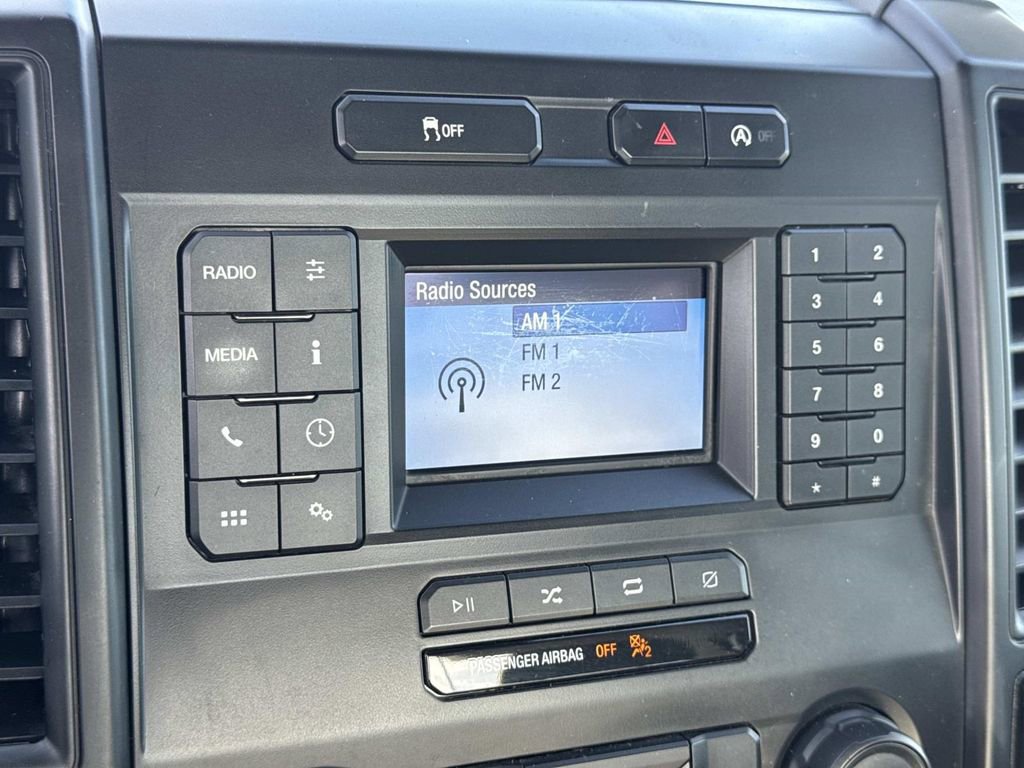 OFF
A OFF
RADIO
MEDIA
i
Radio Sources
AM 1
FM 1
FM 2
1 2
3 4
5 6
7 8
9 0
* #
PASSENGER AIRBAG OFF 2